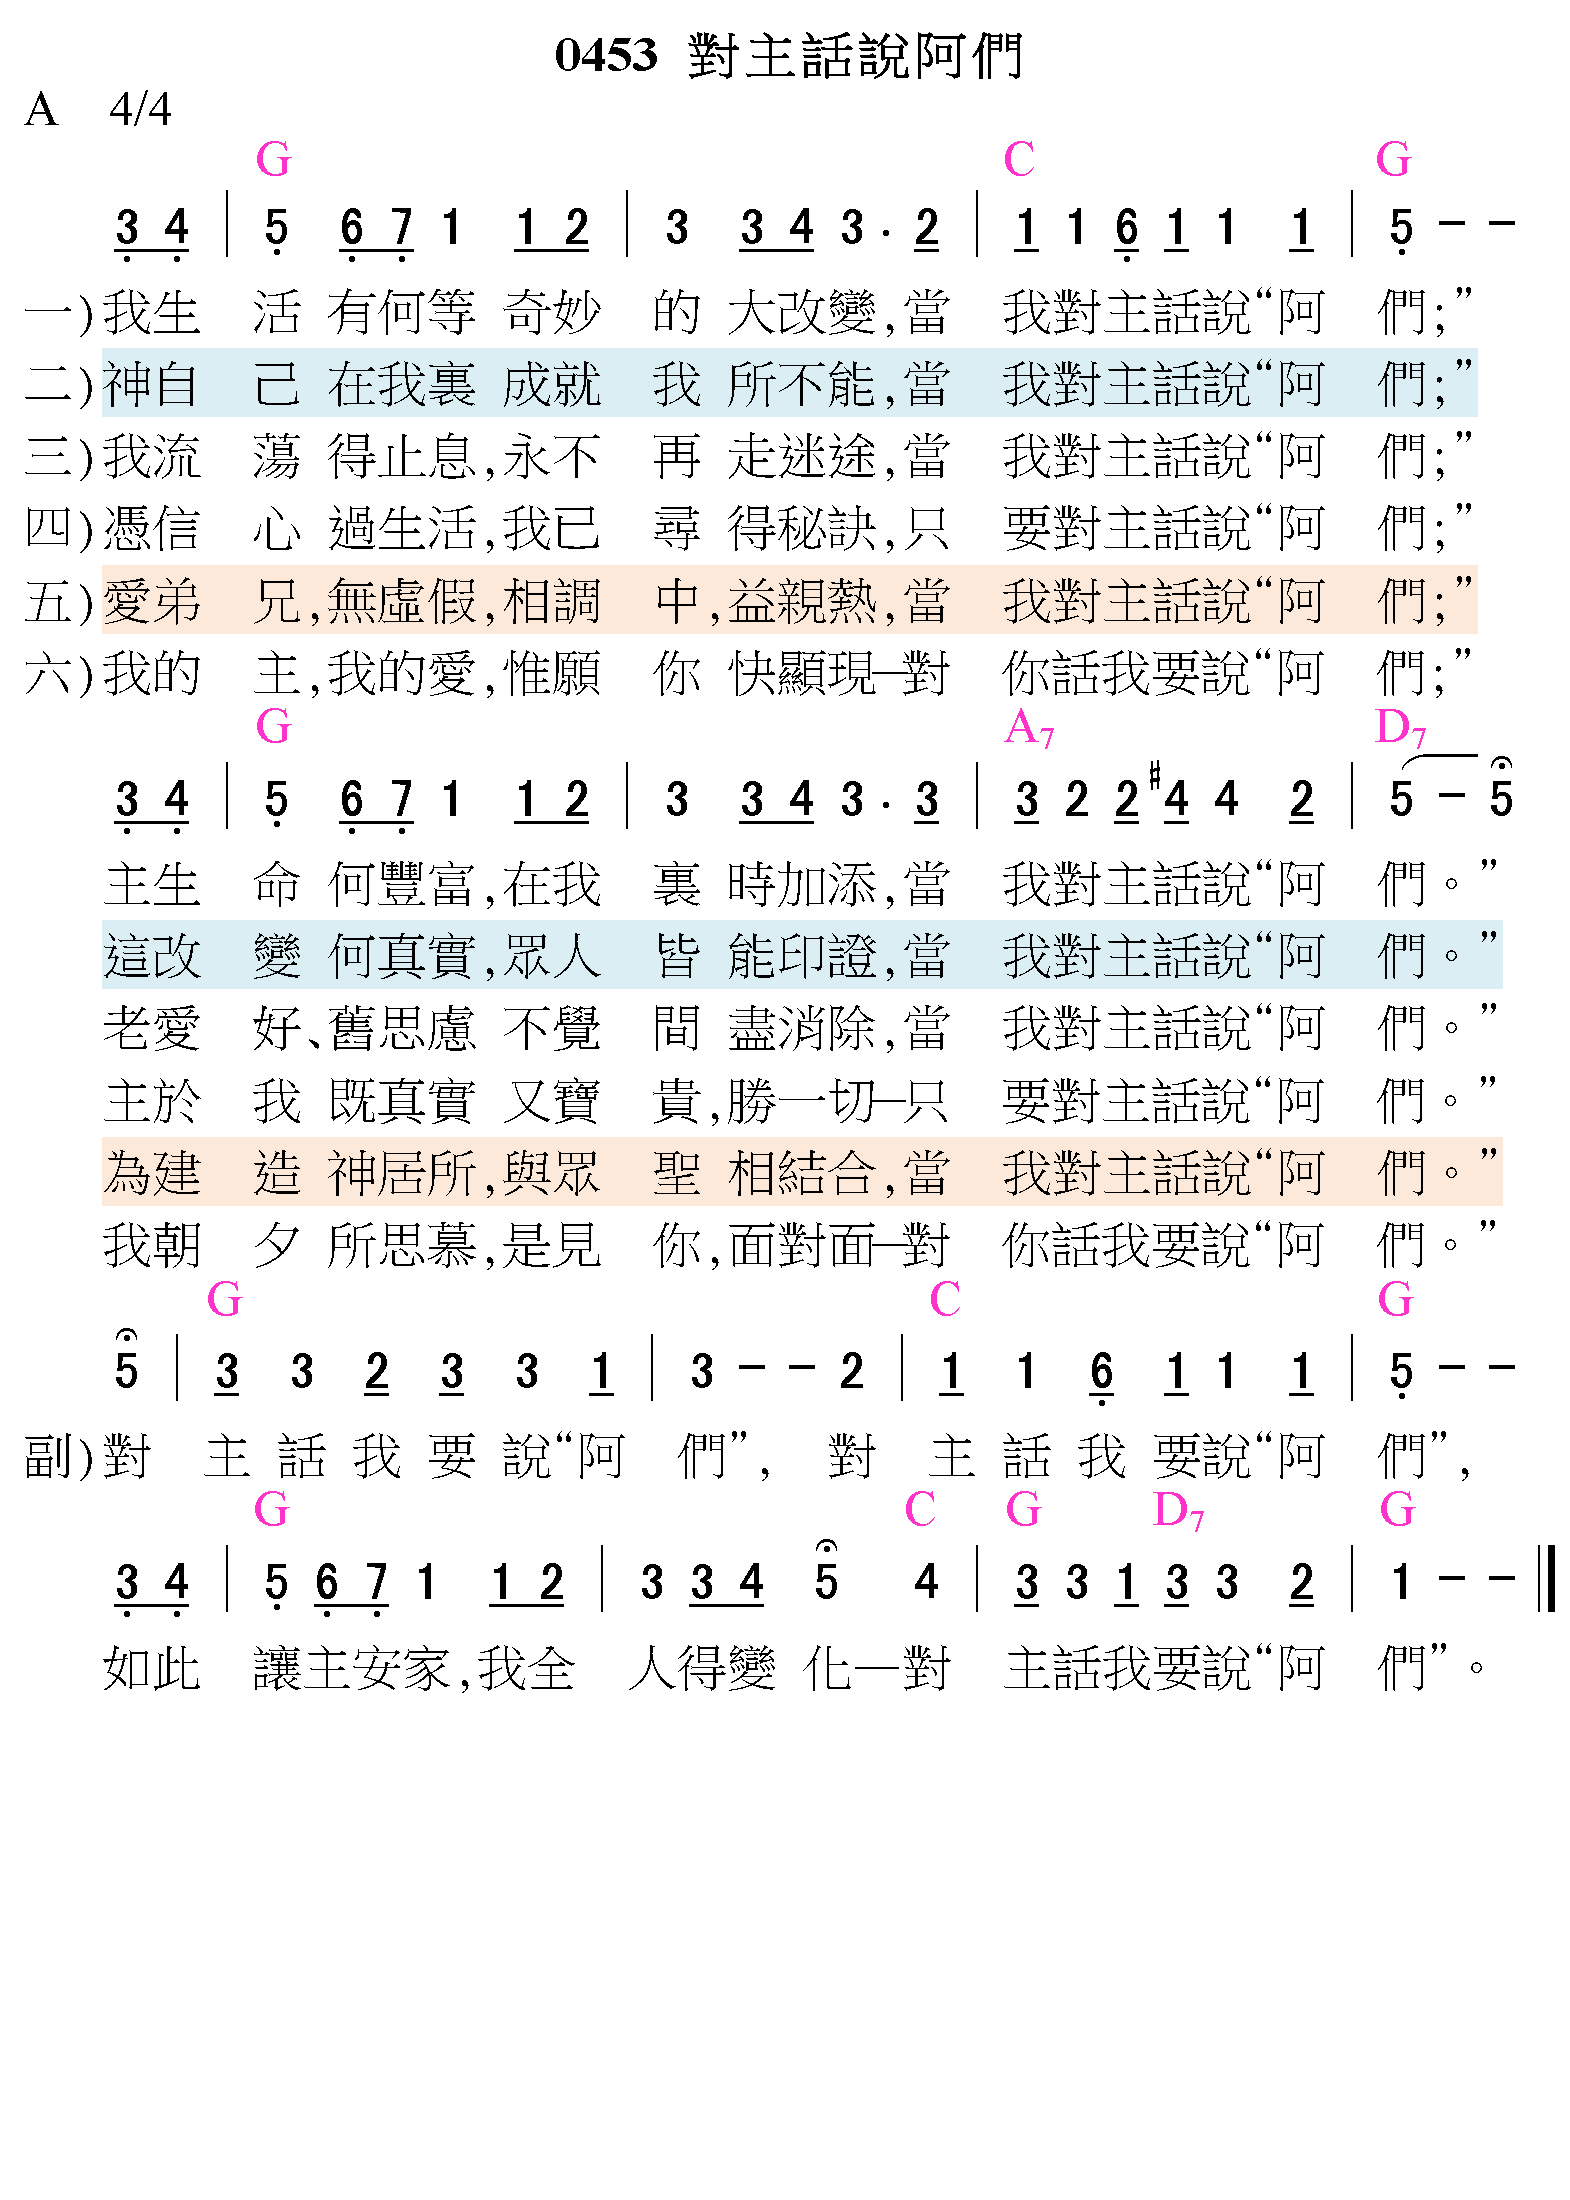 0453 對主話說阿們
A 4/4
G C G
3 4 | 5 6 7 1 1 2 | 3 3 4 3 . 2 | 1 1 6 1 1 1 | 5 - -
一)我生 活 有何等 奇妙 的 大改變,當 我對主話說“阿 們;”
二)神自 己 在我裏 成就 我 所不能,當 我對主話說“阿 們;”
三)我流 蕩 得止息,永不 再 走迷途,當 我對主話說“阿 們;”
四)憑信 心 過生活,我已 尋 得秘訣,只 要對主話說“阿 們;”
五)愛弟 兄,無虛假,相調 中,益親熱,當 我對主話說“阿 們;”
六)我的 主,我的愛,惟願 你 快顯現─對 你話我要說“阿 們;”
G A7 D7
3 4 | 5 6 7 1 1 2 | 3 3 4 3 . 3 | 3 2 2 #4 4 2 | 5 - 5
主生 命 何豐富,在我 裏 時加添,當 我對主話說“阿 們。”
這改 變 何真實,眾人 皆 能印證,當 我對主話說“阿 們。”
老愛 好、舊思慮 不覺 間 盡消除,當 我對主話說“阿 們。”
主於 我 既真實 又寶 貴,勝一切─只 要對主話說“阿 們。”
為建 造 神居所,與眾 聖 相結合,當 我對主話說“阿 們。”
我朝 夕 所思慕,是見 你,面對面─對 你話我要說“阿 們。”
G C G
5 | 3 3 2 3 3 1 | 3 - - 2 | 1 1 6 1 1 1 | 5 - -
副)對 主 話 我 要 說“阿 們”, 對 主 話 我 要說“阿 們”,
G C G D7 G
3 4 | 5 6 7 1 1 2 | 3 3 4 5 4 | 3 3 1 3 3 2 | 1 - - ‖
如此 讓主安家,我全 人得變 化─對 主話我要說“阿 們”。